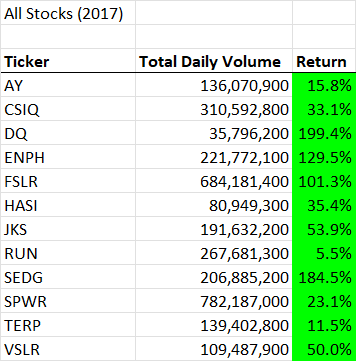 All Stocks (2017)
Ticker Total Daily Volume Return
AY 136,070,900 15.8%
CSIQ 310,592,800 33.1%
DQ 35,796,200 199.4%
ENPH 221,772,100 129.5%
FSLR 684,181,400 101.3%
HASI 80,949,300 35.4%
JKS 191,632,200 53.9%
RUN 267,681,300 5.5%
SEDG 206,885,200 184.5%
SPWR 782,187,000 23.1%
TERP 139,402,800 11.5%
VSLR 109,487,900 50.0%